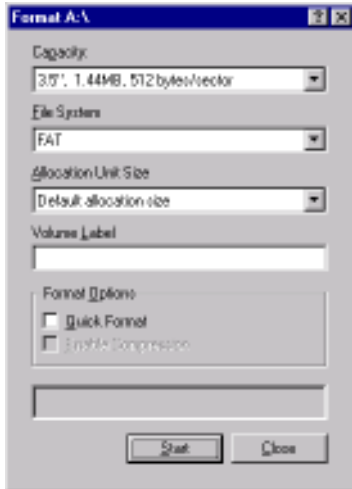 Format A:\
Capacity:
3.5", 1.44MB, 512 bytes/sector
File System
FAT
Allocation Unit Size
Default allocation size
Volume Label
Format Options
Quick Format
Enable Compression
Start
Close